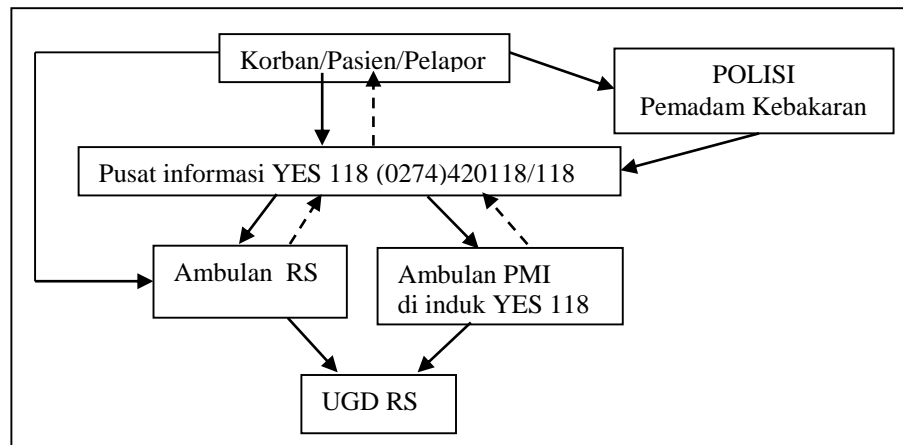 Korban/Pasien/Pelapor
POLISI
Pemadam Kebakaran
Pusat informasi YES 118 (0274)420118/118
Ambulan RS
Ambulan PMI
di induk YES 118
UGD RS